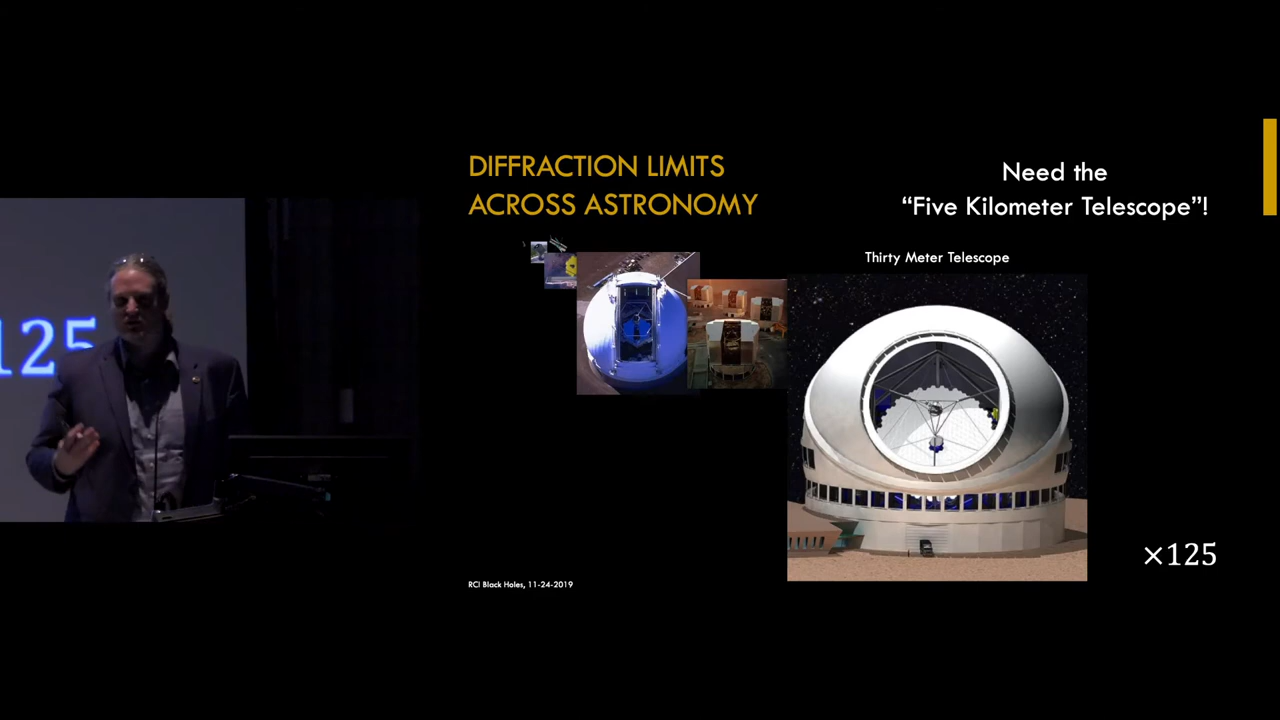 DIFFRACTION LIMITS
ACROSS ASTRONOMY
Need the
“Five Kilometer Telescope”!
Thirty Meter Telescope
125
×125
RCI Black Holes, 11-24-2019